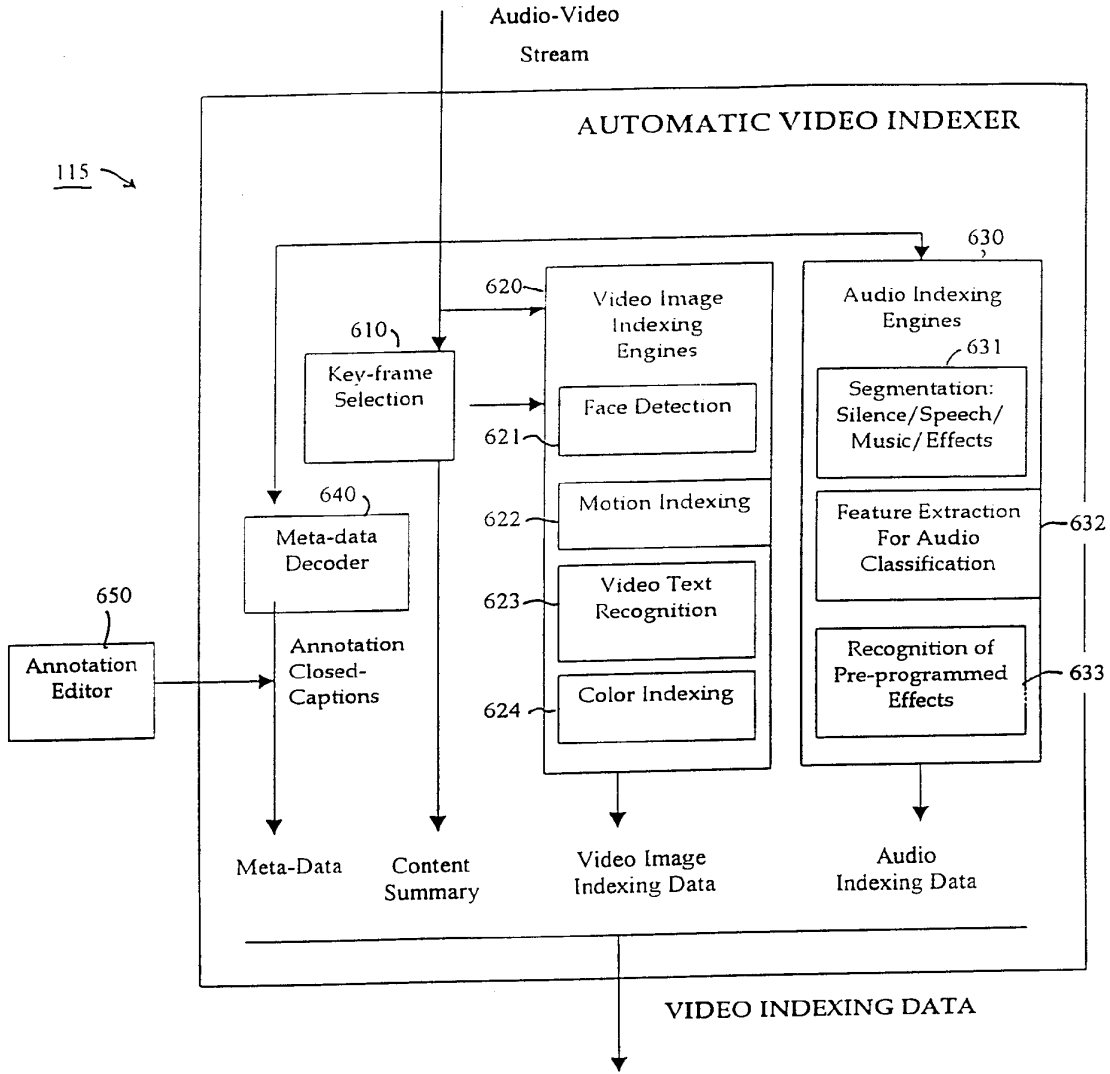 Audio-Video
Stream
AUTOMATIC VIDEO INDEXER
115
630
620
Video Image
Indexing
Engines
Audio Indexing
Engines
610
Key-frame
Selection
631
Segmentation:
Silence/Speech/
Music/Effects
Face Detection
621
640
Meta-data
Decoder
622
Motion Indexing
Feature Extraction
For Audio
Classification
632
650
Annotation
Editor
Annotation
Closed-
Captions
623
Video Text
Recognition
Recognition of
Pre-programmed
Effects
633
624
Color Indexing
Meta-Data
Content
Summary
Video Image
Indexing Data
Audio
Indexing Data
VIDEO INDEXING DATA